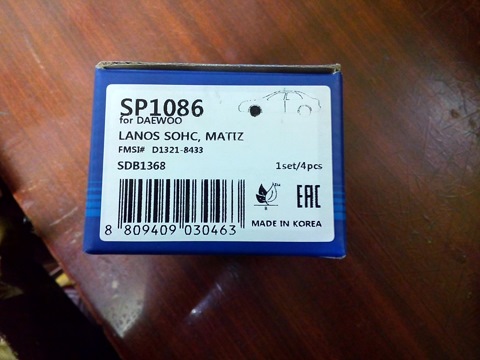 SP1086
for DAEWOO
LANOS SOHC, MATIZ
FMSI# D1321-8433
SDB1368 1set/4pcs
EAC
MADE IN KOREA
8 809409 030463